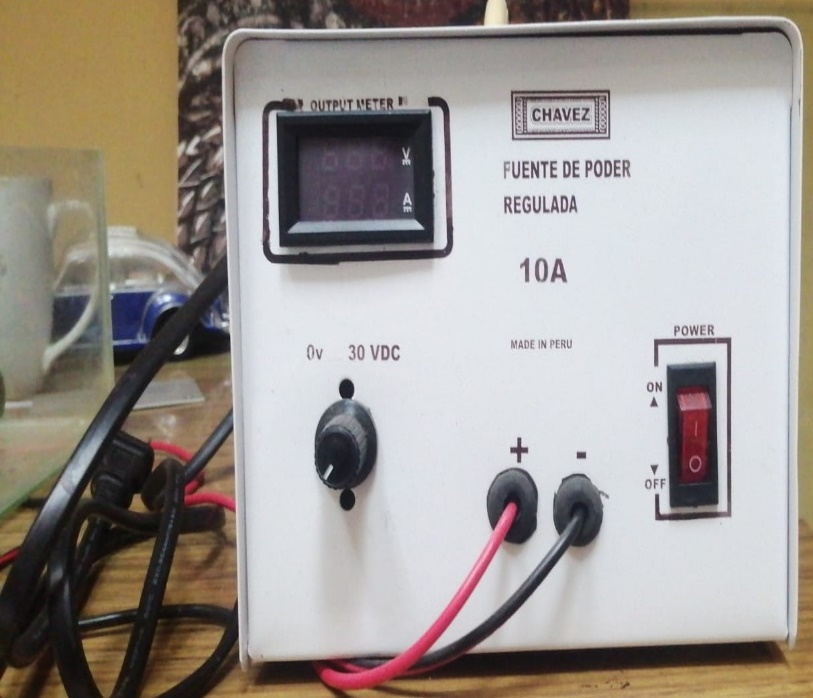 OUTPUT METER
V
A
CHAVEZ
FUENTE DE PODER
REGULADA
10A
MADE IN PERU
0v 30 VDC
POWER
ON
OFF
+ -
I
O